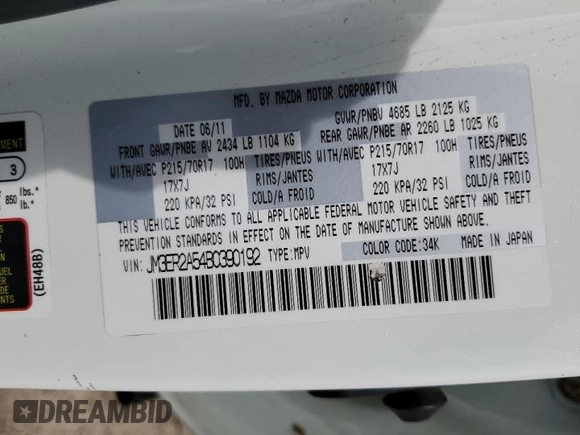 MFD. BY MAZDA MOTOR CORPORATION
DATE 06/11
GVWR/PNBV 4685 LB 2125 KG
FRONT GAWR/PNBE AV 2434 LB 1104 KG
REAR GAWR/PNBE AR 2260 LB 1025 KG
WITH/AVEC P215/70R17 100H TIRES/PNEUS
WITH/AVEC P215/70R17 100H TIRES/PNEUS
17X7J RIMS/JANTES
17X7J RIMS/JANTES
220 KPA/32 PSI COLD/A FROID
220 KPA/32 PSI COLD/A FROID
THIS VEHICLE CONFORMS TO ALL APPLICABLE FEDERAL MOTOR VEHICLE SAFETY AND THEFT
PREVENTION STANDARDS IN EFFECT ON THE DATE OF MANUFACTURE SHOWN ABOVE.
VIN: JM3ER2A54BC390192 TYPE:MPV
COLOR CODE:34K MADE IN JAPAN
3
850 lbs.*
lb.*
(EH48B)
DREAMBID